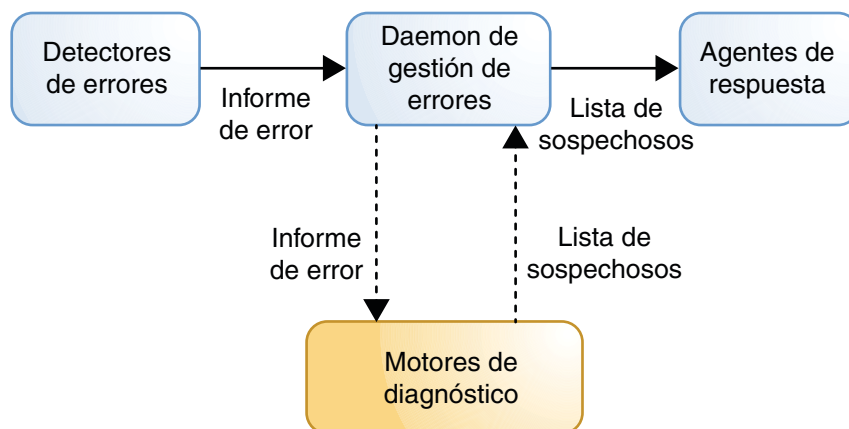 Detectores
de errores
Informe
de error
Daemon de
gestión de
errores
Lista de
sospechosos
Agentes de
respuesta
Informe
de error
Lista de
sospechosos
Motores de
diagnóstico